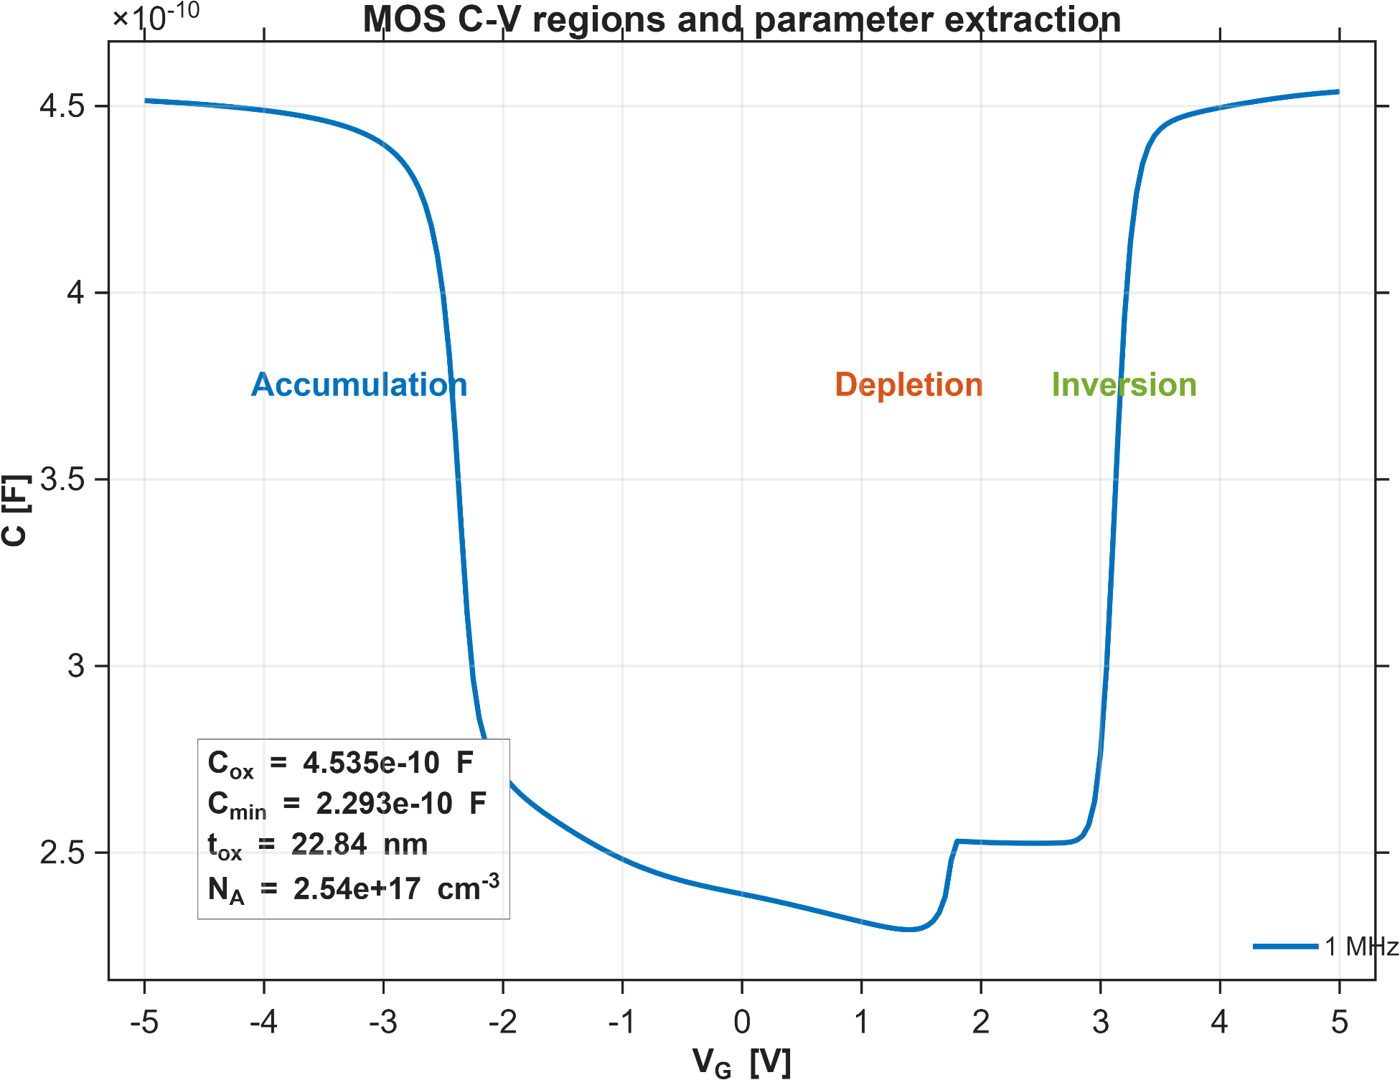 MOS C-V regions and parameter extraction
×10-10
4.5
4
3.5
3
2.5
C [F]
Accumulation
Depletion
Inversion
Cox = 4.535e-10 F
Cmin = 2.293e-10 F
tox = 22.84 nm
NA = 2.54e+17 cm-3
1 MHz
-5 -4 -3 -2 -1 0 1 2 3 4 5
VG [V]